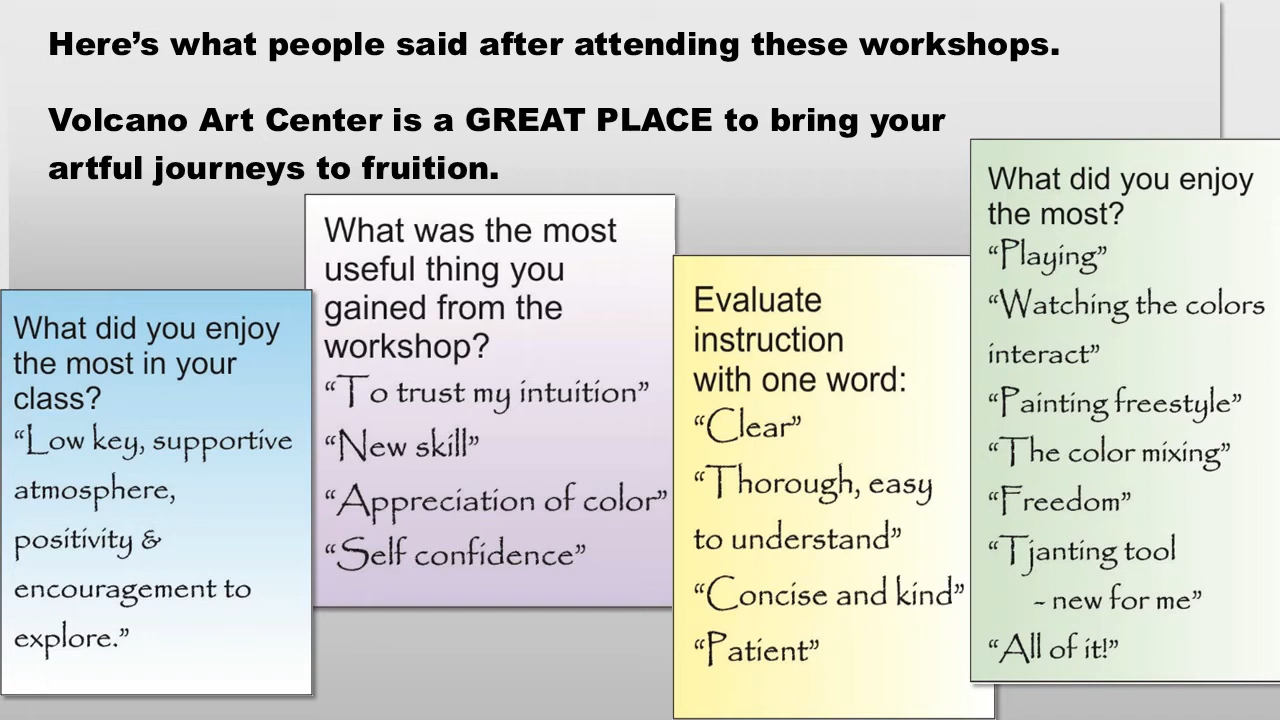 Here’s what people said after attending these workshops.
Volcano Art Center is a GREAT PLACE to bring your
artful journeys to fruition.
What did you enjoy
the most in your
class?
“Low key, supportive
atmosphere,
positivity &
encouragement to
explore.”
What was the most
useful thing you
gained from the
workshop?
“To trust my intuition”
“New skill”
“Appreciation of color”
“Self confidence”
Evaluate
instruction
with one word:
“Clear”
“Thorough, easy
to understand”
“Concise and kind”
“Patient”
What did you enjoy
the most?
“Playing”
“Watching the colors
interact”
“Painting freestyle”
“The color mixing”
“Freedom”
“Tjanting tool
- new for me”
“All of it!”